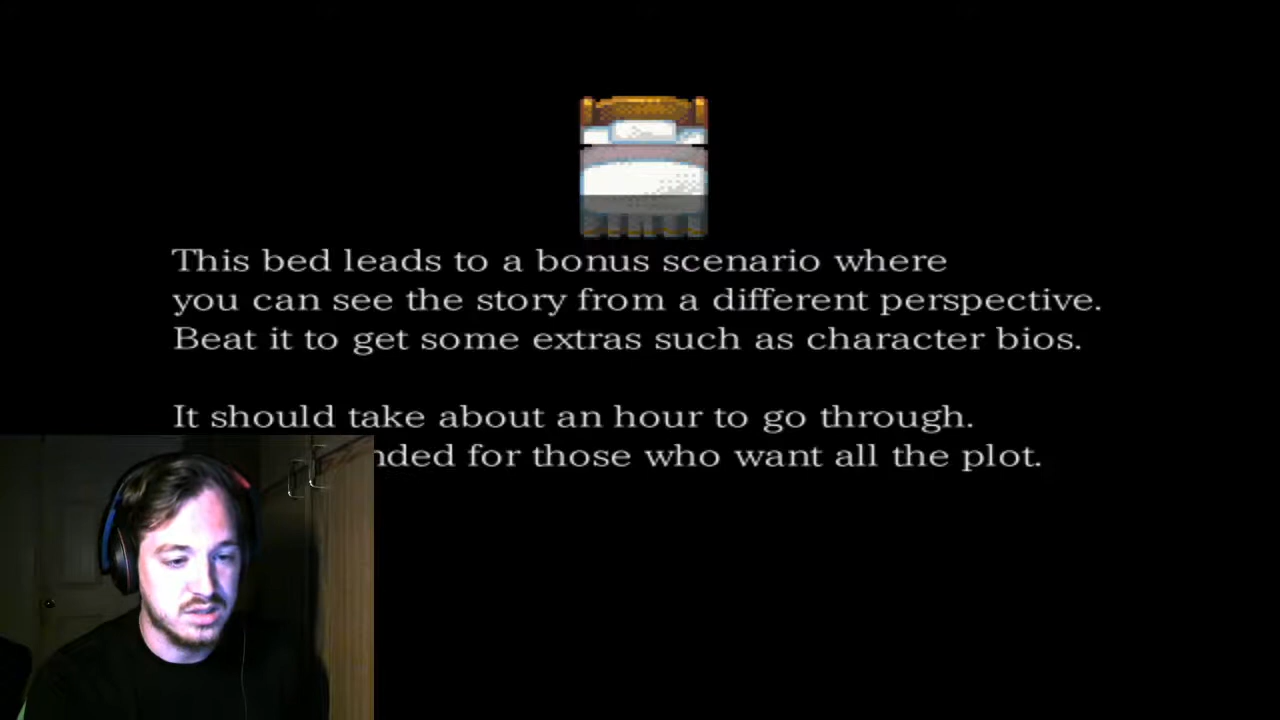 This bed leads to a bonus scenario where
you can see the story from a different perspective.
Beat it to get some extras such as character bios.
It should take about an hour to go through.
for those who want all the plot.